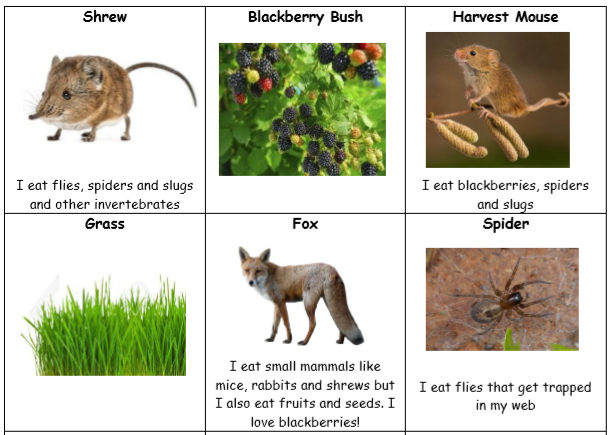 Shrew
I eat flies, spiders and slugs
and other invertebrates
Blackberry Bush
Harvest Mouse
I eat blackberries, spiders
and slugs
Grass
Fox
I eat small mammals like
mice, rabbits and shrews but
I also eat fruits and seeds. I
love blackberries!
Spider
I eat flies that get trapped
in my web